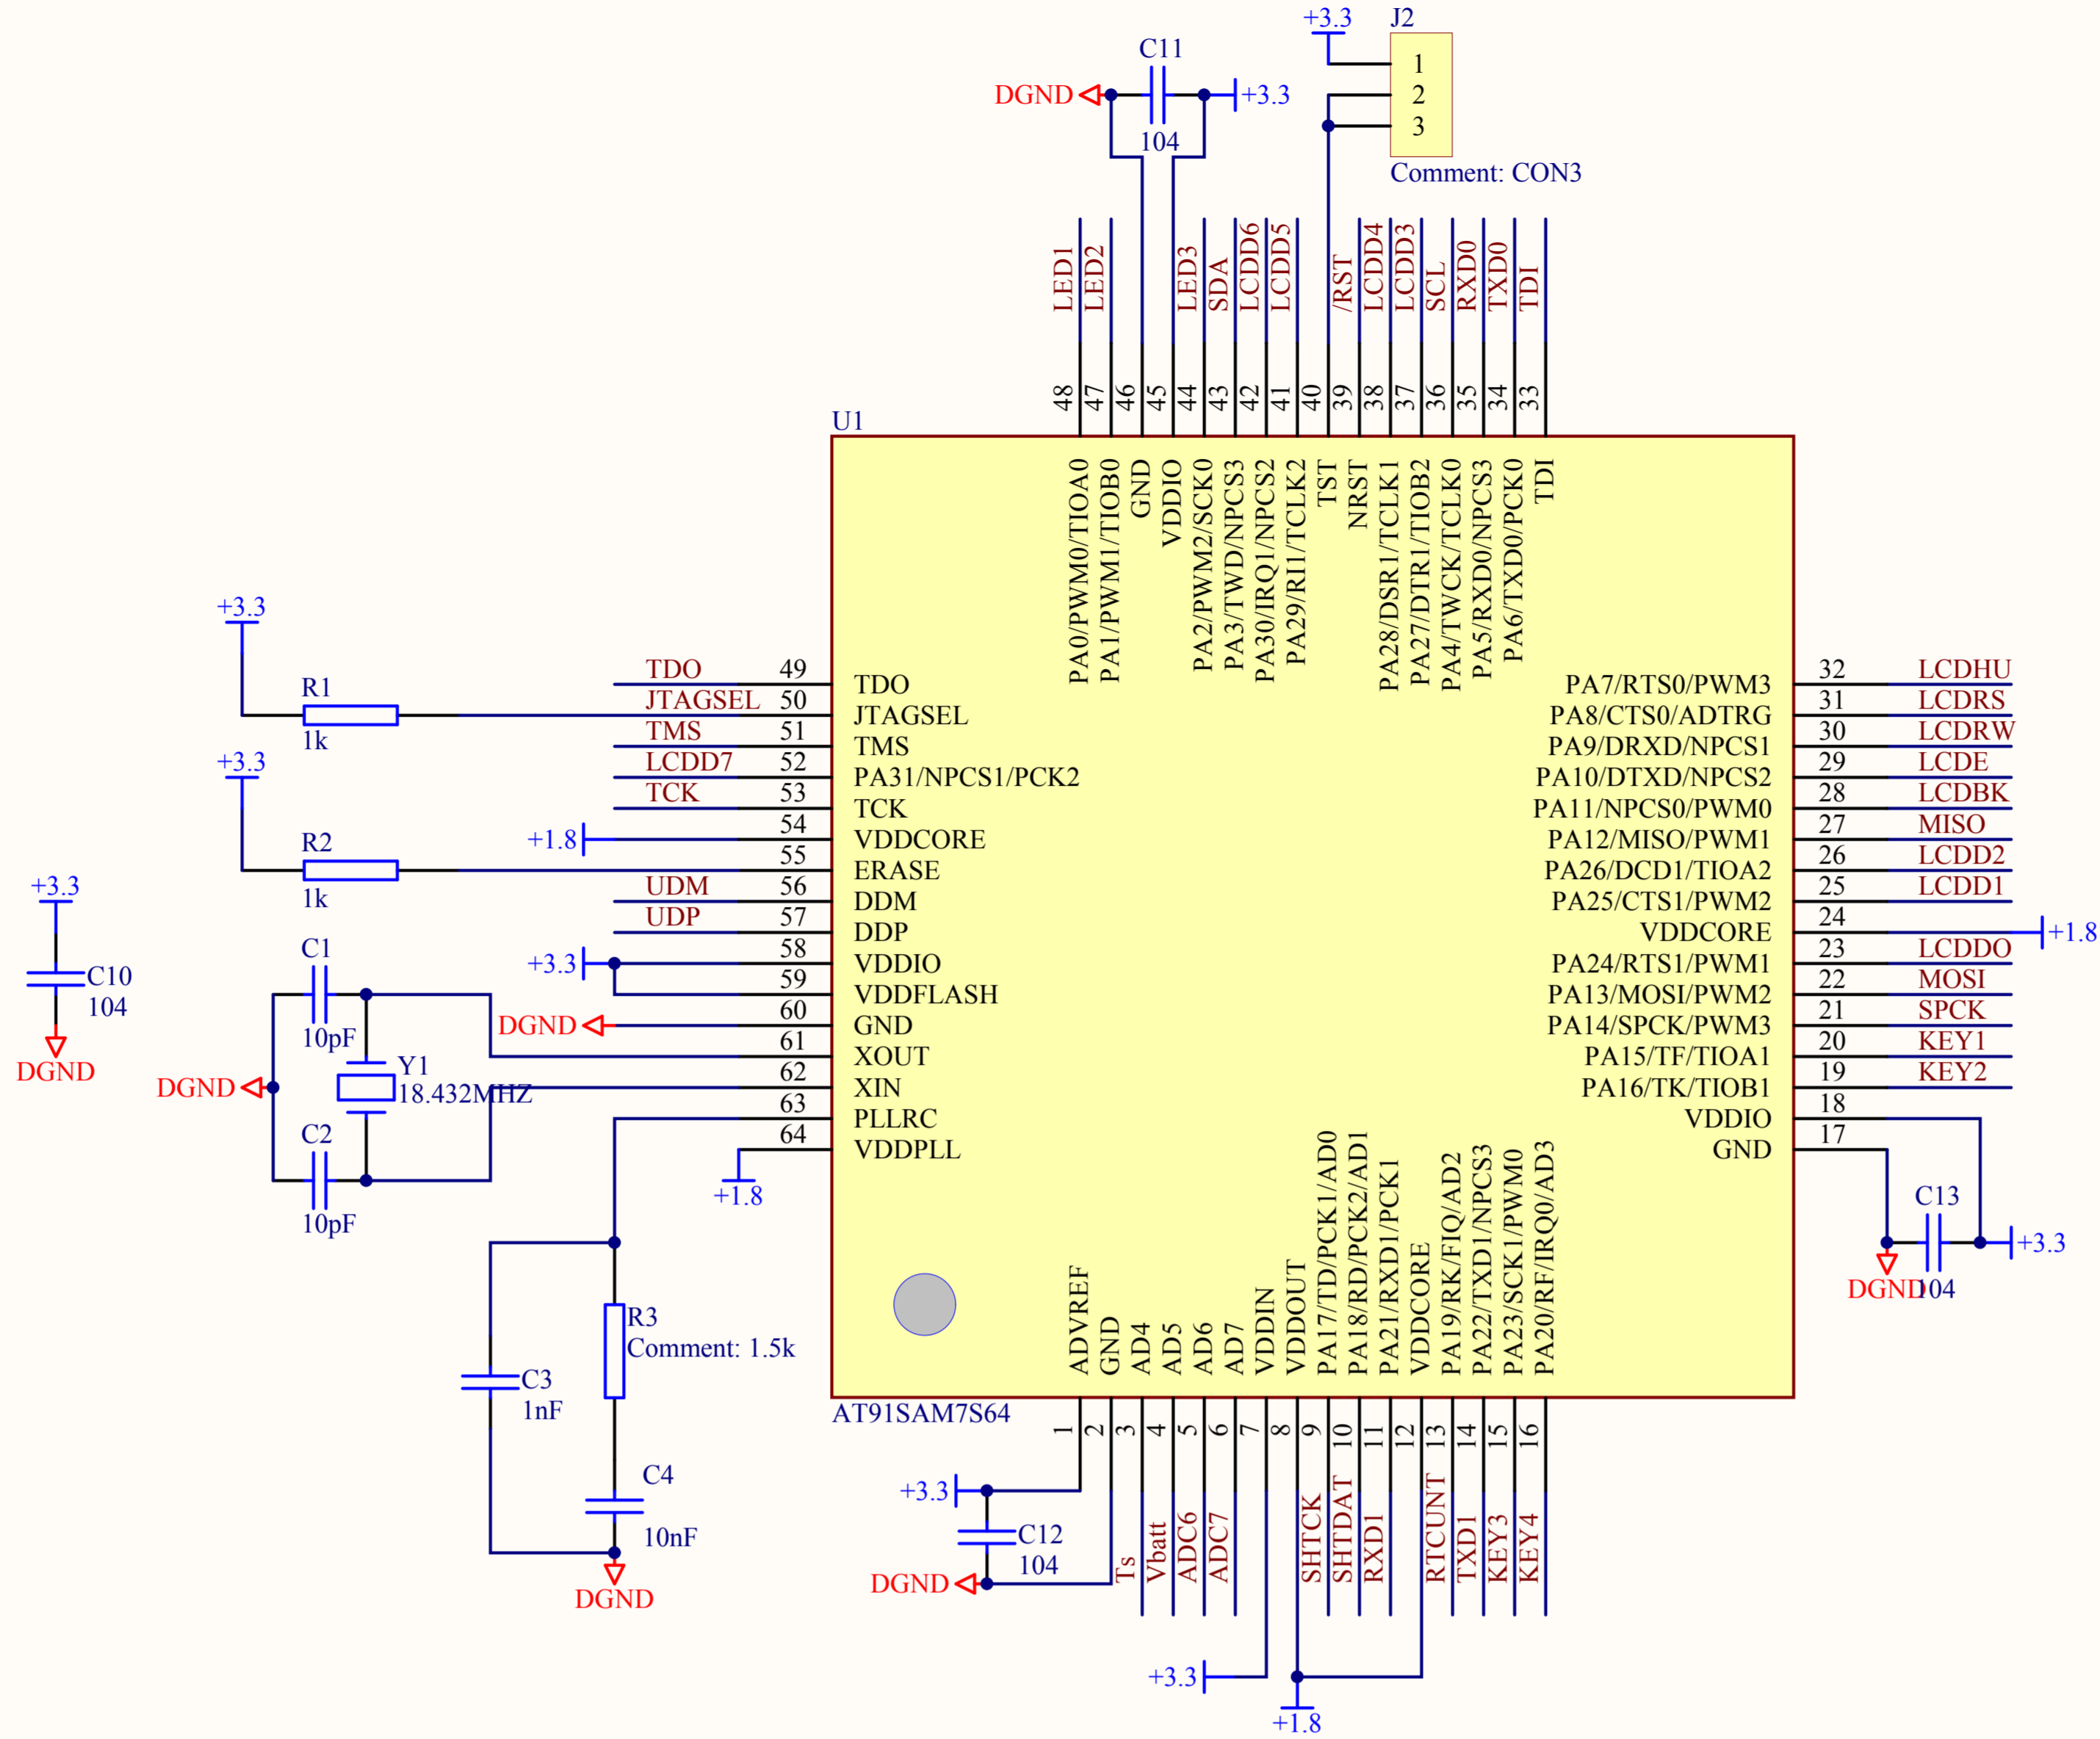 +3.3
J2
1
2
3
Comment: CON3
C11
DGND
+3.3
104
LED1
LED2
LED3
SDA
LCDD6
LCDD5
/RST
LCDD4
LCDD3
SCL
RXD0
TXD0
TDI
48
47
46
45
44
43
42
41
40
39
38
37
36
35
34
33
U1
PA0/PWM0/TIOA0
PA1/PWM1/TIOB0
GND
VDDIO
PA2/PWM2/SCK0
PA3/TWD/NPCS3
PA30/IRQ1/NPCS2
PA29/RI1/TCLK2
TST
NRST
PA28/DSR1/TCLK1
PA27/DTR1/TIOB2
PA4/TWCK/TCLK0
PA5/RXD0/NPCS3
PA6/TXD0/PCK0
TDI
+3.3
R1
1k
+3.3
R2
1k
TDO 49 TDO
JTAGSEL 50 JTAGSEL
TMS 51 TMS
LCDD7 52 PA31/NPCS1/PCK2
TCK 53 TCK
+1.8 54 VDDCORE
55 ERASE
UDM 56 DDM
UDP 57 DDP
+3.3 58 VDDIO
59 VDDFLASH
DGND 60 GND
61 XOUT
62 XIN
63 PLLRC
64 VDDPLL
+1.8
+3.3
C10
104
DGND
C1
10pF
DGND
Y1
18.432MHZ
C2
10pF
R3
Comment: 1.5k
C3
1nF
C4
10nF
DGND
PA7/RTS0/PWM3 32 LCDHU
PA8/CTS0/ADTRG 31 LCDRS
PA9/DRXD/NPCS1 30 LCDRW
PA10/DTXD/NPCS2 29 LCDE
PA11/NPCS0/PWM0 28 LCDBK
PA12/MISO/PWM1 27 MISO
PA26/DCD1/TIOA2 26 LCDD2
PA25/CTS1/PWM2 25 LCDD1
VDDCORE 24 +1.8
PA24/RTS1/PWM1 23 LCDDO
PA13/MOSI/PWM2 22 MOSI
PA14/SPCK/PWM3 21 SPCK
PA15/TF/TIOA1 20 KEY1
PA16/TK/TIOB1 19 KEY2
VDDIO 18
GND 17
C13
+3.3
DGND
104
ADVREF
GND
AD4
AD5
AD6
AD7
VDDIN
VDDOUT
PA17/TD/PCK1/AD0
PA18/RD/PCK2/AD1
PA21/RXD1/PCK1
VDDCORE
PA19/RK/FIQ/AD2
PA22/TXD1/NPCS3
PA23/SCK1/PWM0
PA20/RF/IRQ0/AD3
AT91SAM7S64
1
2
3
4
5
6
7
8
9
10
11
12
13
14
15
16
+3.3
C12
104
DGND
Ts
Vbatt
ADC6
ADC7
SHTCK
SHTDAT
RXD1
RTCUNT
TXD1
KEY3
KEY4
+3.3
+1.8